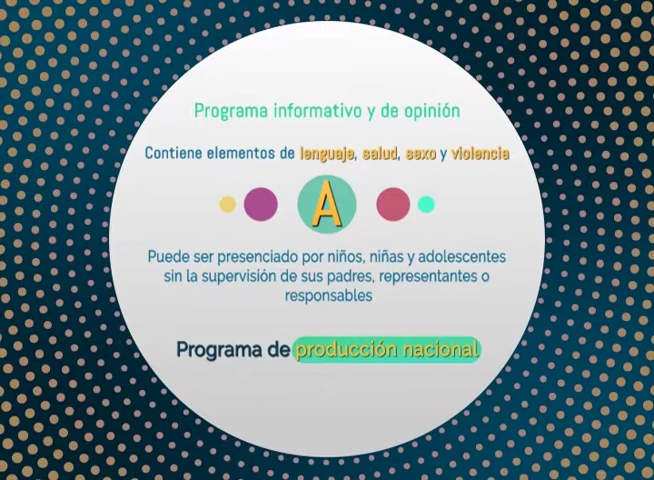 Programa informativo y de opinión
Contiene elementos de lenguaje, salud, sexo y violencia
A
Puede ser presenciado por niños, niñas y adolescentes
sin la supervisión de sus padres, representantes o
responsables
Programa de producción nacional